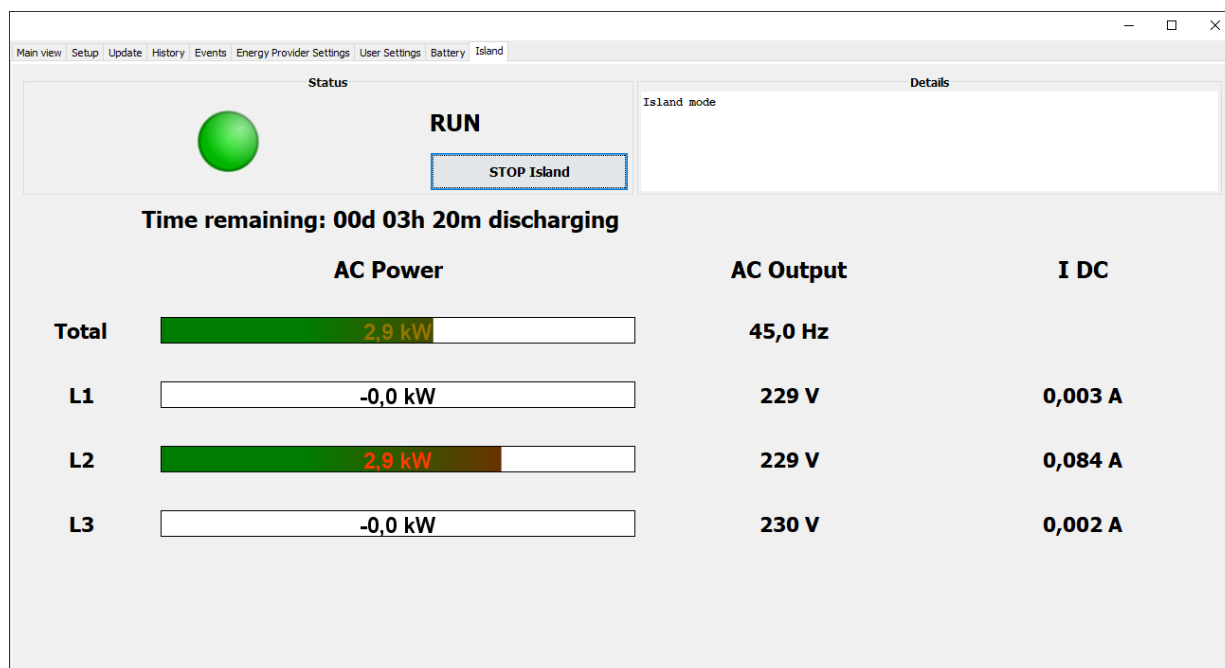 Main view Setup Update History Events Energy Provider Settings User Settings Battery Island
Status
Details
Island mode
RUN
STOP Island
Time remaining: 00d 03h 20m discharging
AC Power AC Output I DC
Total 2,9 kW 45,0 Hz
L1 -0,0 kW 229 V 0,003 A
L2 2,9 kW 229 V 0,084 A
L3 -0,0 kW 230 V 0,002 A